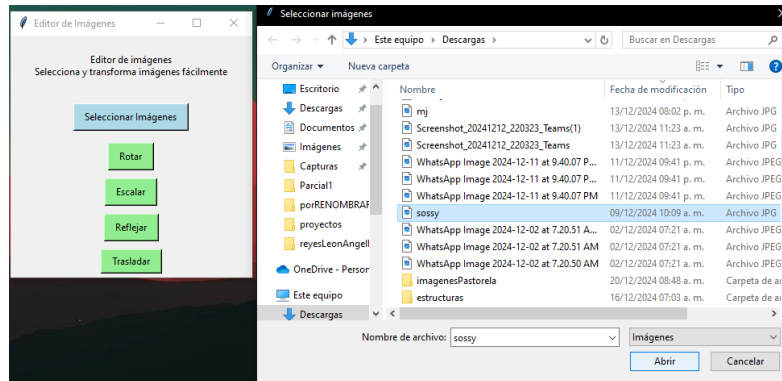 Editor de Imágenes
Editor de imágenes
Selecciona y transforma imágenes fácilmente
Seleccionar Imágenes
Rotar
Escalar
Reflejar
Trasladar
Seleccionar imágenes
Este equipo > Descargas >
Buscar en Descargas
Organizar
Nueva carpeta
Escritorio
Descargas
Documentos
Imágenes
Capturas
Parcial1
porRENOMBRAR
proyectos
reyesLeonAngell
OneDrive - Person
Este equipo
Descargas
Nombre Fecha de modificación Tipo
mj 13/12/2024 08:02 p. m. Archivo JPG
Screenshot_20241212_220323_Teams(1) 13/12/2024 11:23 a. m. Archivo JPG
Screenshot_20241212_220323_Teams 13/12/2024 11:23 a. m. Archivo JPG
WhatsApp Image 2024-12-11 at 9.40.07 P... 11/12/2024 09:41 p. m. Archivo JPEG
WhatsApp Image 2024-12-11 at 9.40.07 P... 11/12/2024 09:41 p. m. Archivo JPEG
WhatsApp Image 2024-12-11 at 9.40.07 PM 11/12/2024 09:41 p. m. Archivo JPEG
sossy 09/12/2024 10:09 a. m. Archivo JPG
WhatsApp Image 2024-12-02 at 7.20.51 A... 02/12/2024 07:21 a. m. Archivo JPEG
WhatsApp Image 2024-12-02 at 7.20.51 AM 02/12/2024 07:21 a. m. Archivo JPEG
WhatsApp Image 2024-12-02 at 7.20.50 AM 02/12/2024 07:21 a. m. Archivo JPEG
imagenesPastorela 20/12/2024 08:48 a. m. Carpeta de ar
estructuras 16/12/2024 07:03 a. m. Carpeta de ar
Nombre de archivo: sossy
Imágenes
Abrir
Cancelar